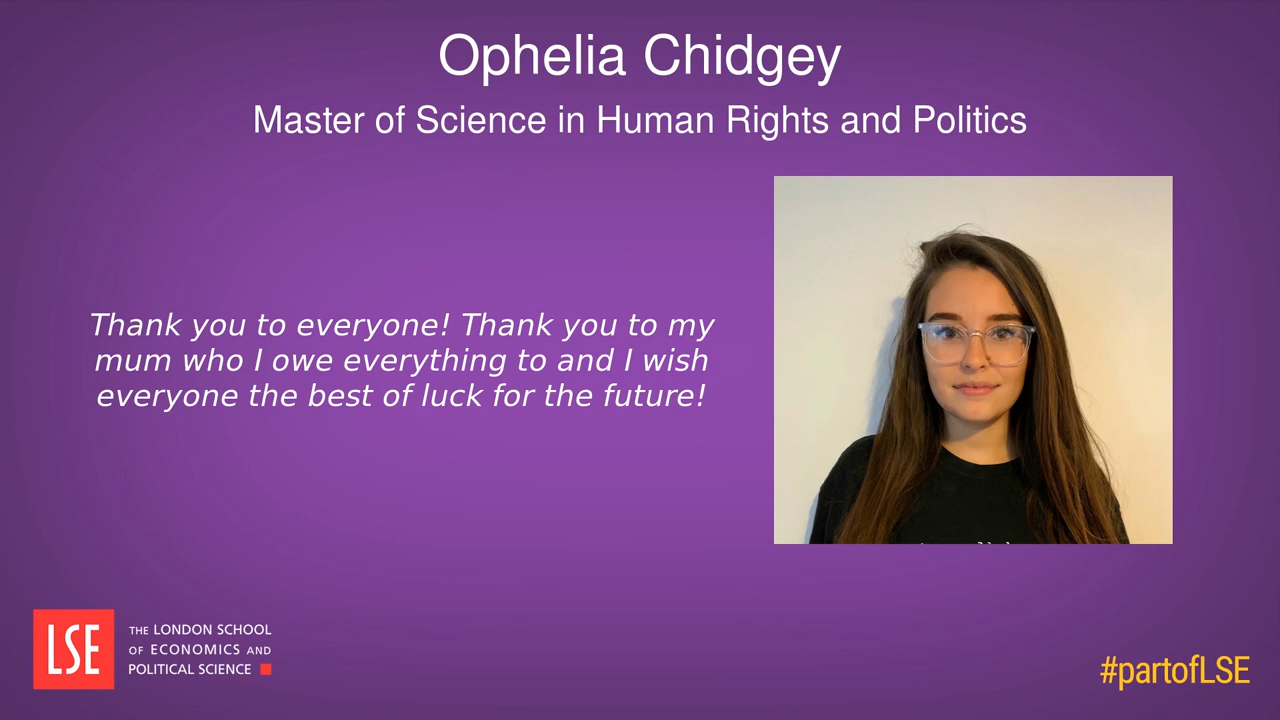 Ophelia Chidgey
Master of Science in Human Rights and Politics
Thank you to everyone! Thank you to my
mum who I owe everything to and I wish
everyone the best of luck for the future!
LSE
THE LONDON SCHOOL
OF ECONOMICS AND
POLITICAL SCIENCE
#partofLSE